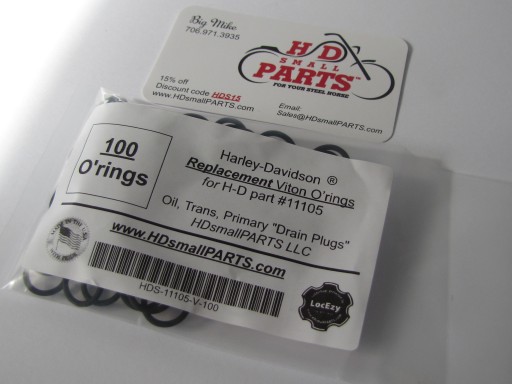 Big Mike
706.971.3935
HD
SMALL
PARTS™
FOR YOUR STEEL HORSE
15% off
Discount code HDS15
www.HDsmallPARTS.com
Email:
Sales@HDsmallPARTS.com
100
O'rings
Harley-Davidson ®
Replacement Viton O'rings
for H-D part #11105
Oil, Trans, Primary "Drain Plugs"
HDsmallPARTS LLC
www.HDsmallPARTS.com
HDS-11105-V-100
LocEzy